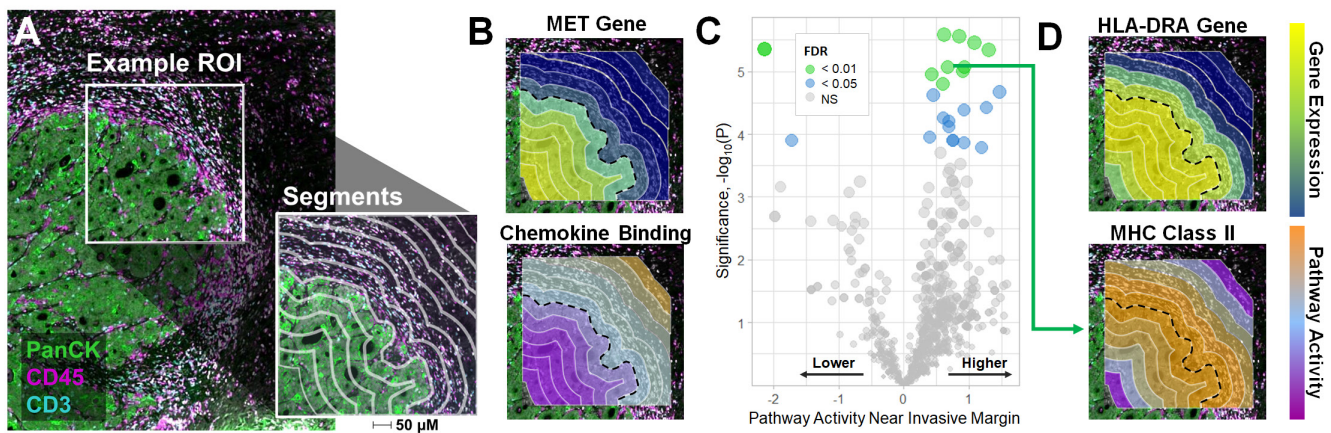 A
Example ROI
Segments
PanCK
CD45
CD3
50 µM
B
MET Gene
Chemokine Binding
C
FDR
< 0.01
< 0.05
NS
Significance, -log10(P)
5
4
3
2
1
Lower
Higher
-2
-1
0
1
Pathway Activity Near Invasive Margin
D
HLA-DRA Gene
MHC Class II
Gene Expression
Pathway Activity